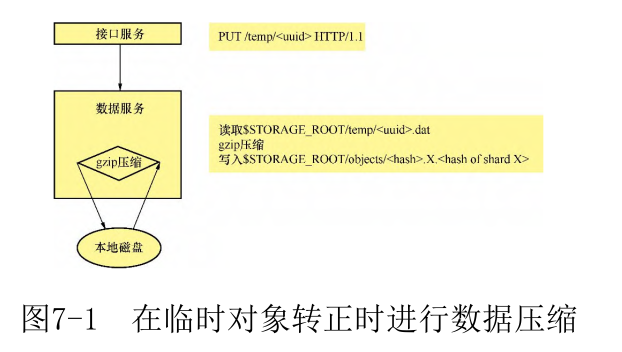 接口服务
PUT /temp/<uuid> HTTP/1.1
数据服务
gzip压缩
读取$STORAGE_ROOT/temp/<uuid>.dat
gzip压缩
写入$STORAGE_ROOT/objects/<hash>.X.<hash of shard X>
本地磁盘
图7-1 在临时对象转正时进行数据压缩